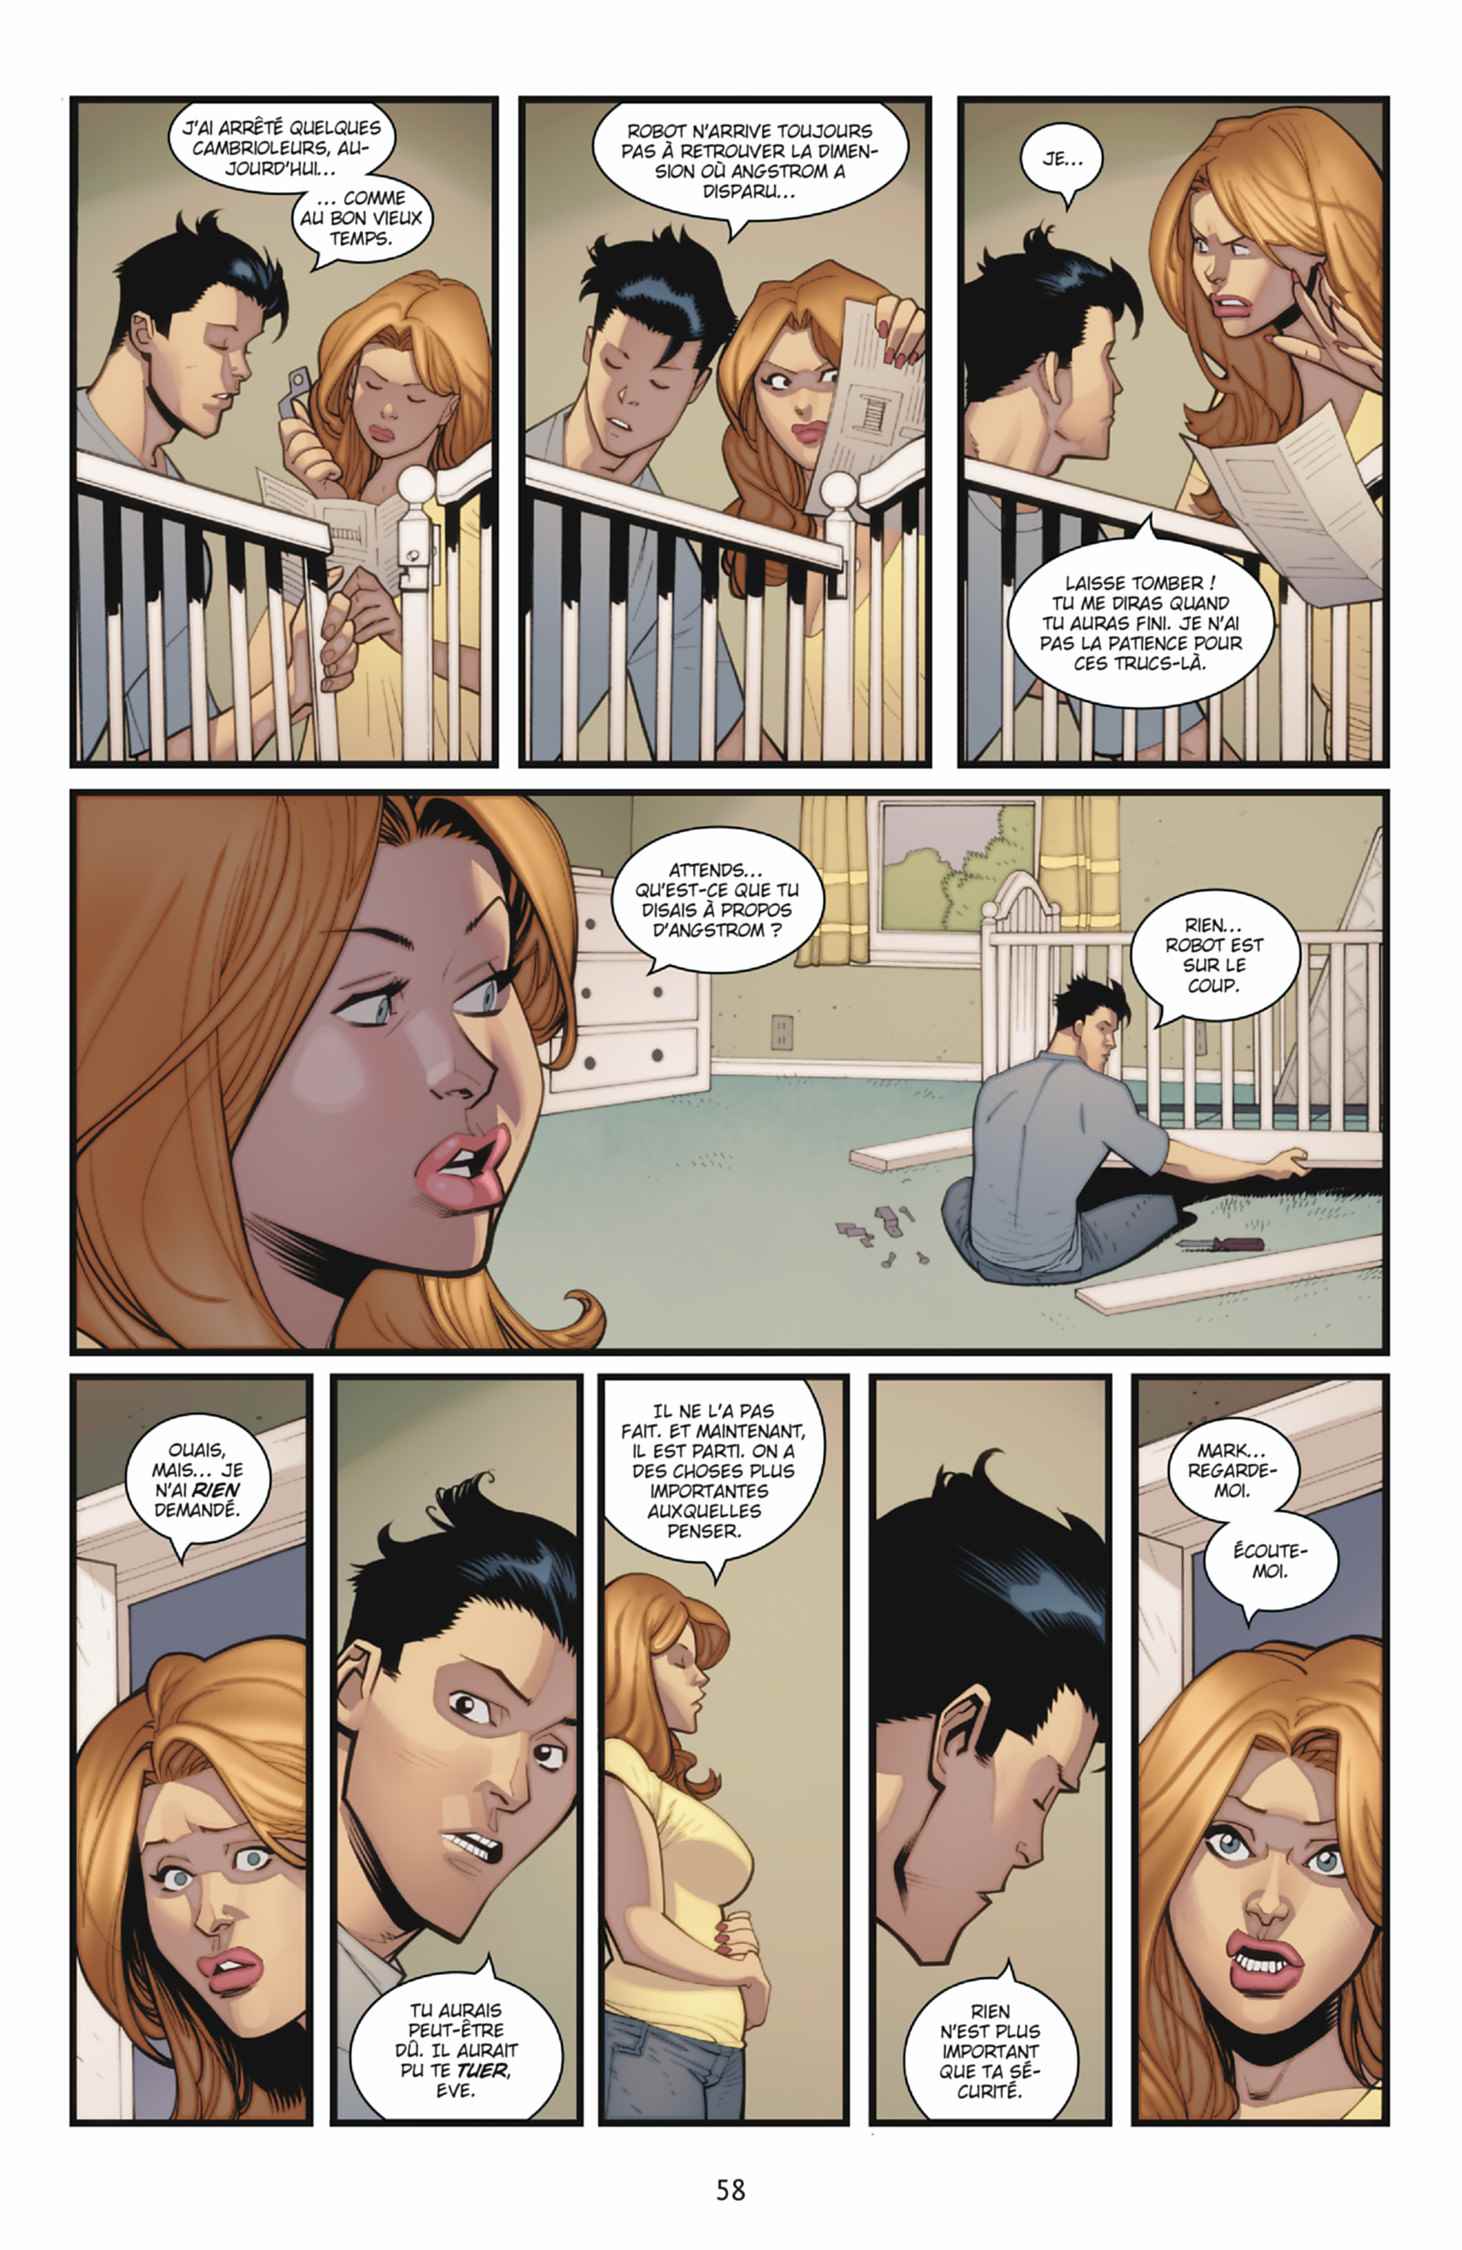 J'AI ARRÊTÉ QUELQUES
CAMBRIOLEURS, AU-
JOURD'HUI...
... COMME
AU BON VIEUX
TEMPS.
ROBOT N'ARRIVE TOUJOURS
PAS À RETROUVER LA DIMEN-
SION OÙ ANGSTROM A
DISPARU...
JE...
LAISSE TOMBER !
TU ME DIRAS QUAND
TU AURAS FINI. JE N'AI
PAS LA PATIENCE POUR
CES TRUCS-LÀ.
ATTENDS...
QU'EST-CE QUE TU
DISAIS À PROPOS
D'ANGSTROM ?
RIEN...
ROBOT EST
SUR LE
COUP.
OUAIS,
MAIS... JE
N'AI RIEN
DEMANDÉ.
TU AURAIS
PEUT-ÊTRE
DÛ. IL AURAIT
PU TE TUER,
EVE.
IL NE L'A PAS
FAIT. ET MAINTENANT,
IL EST PARTI. ON A
DES CHOSES PLUS
IMPORTANTES
AUXQUELLES
PENSER.
RIEN
N'EST PLUS
IMPORTANT
QUE TA SÉ-
CURITÉ.
MARK...
REGARDE-
MOI.
ÉCOUTE-
MOI.
58